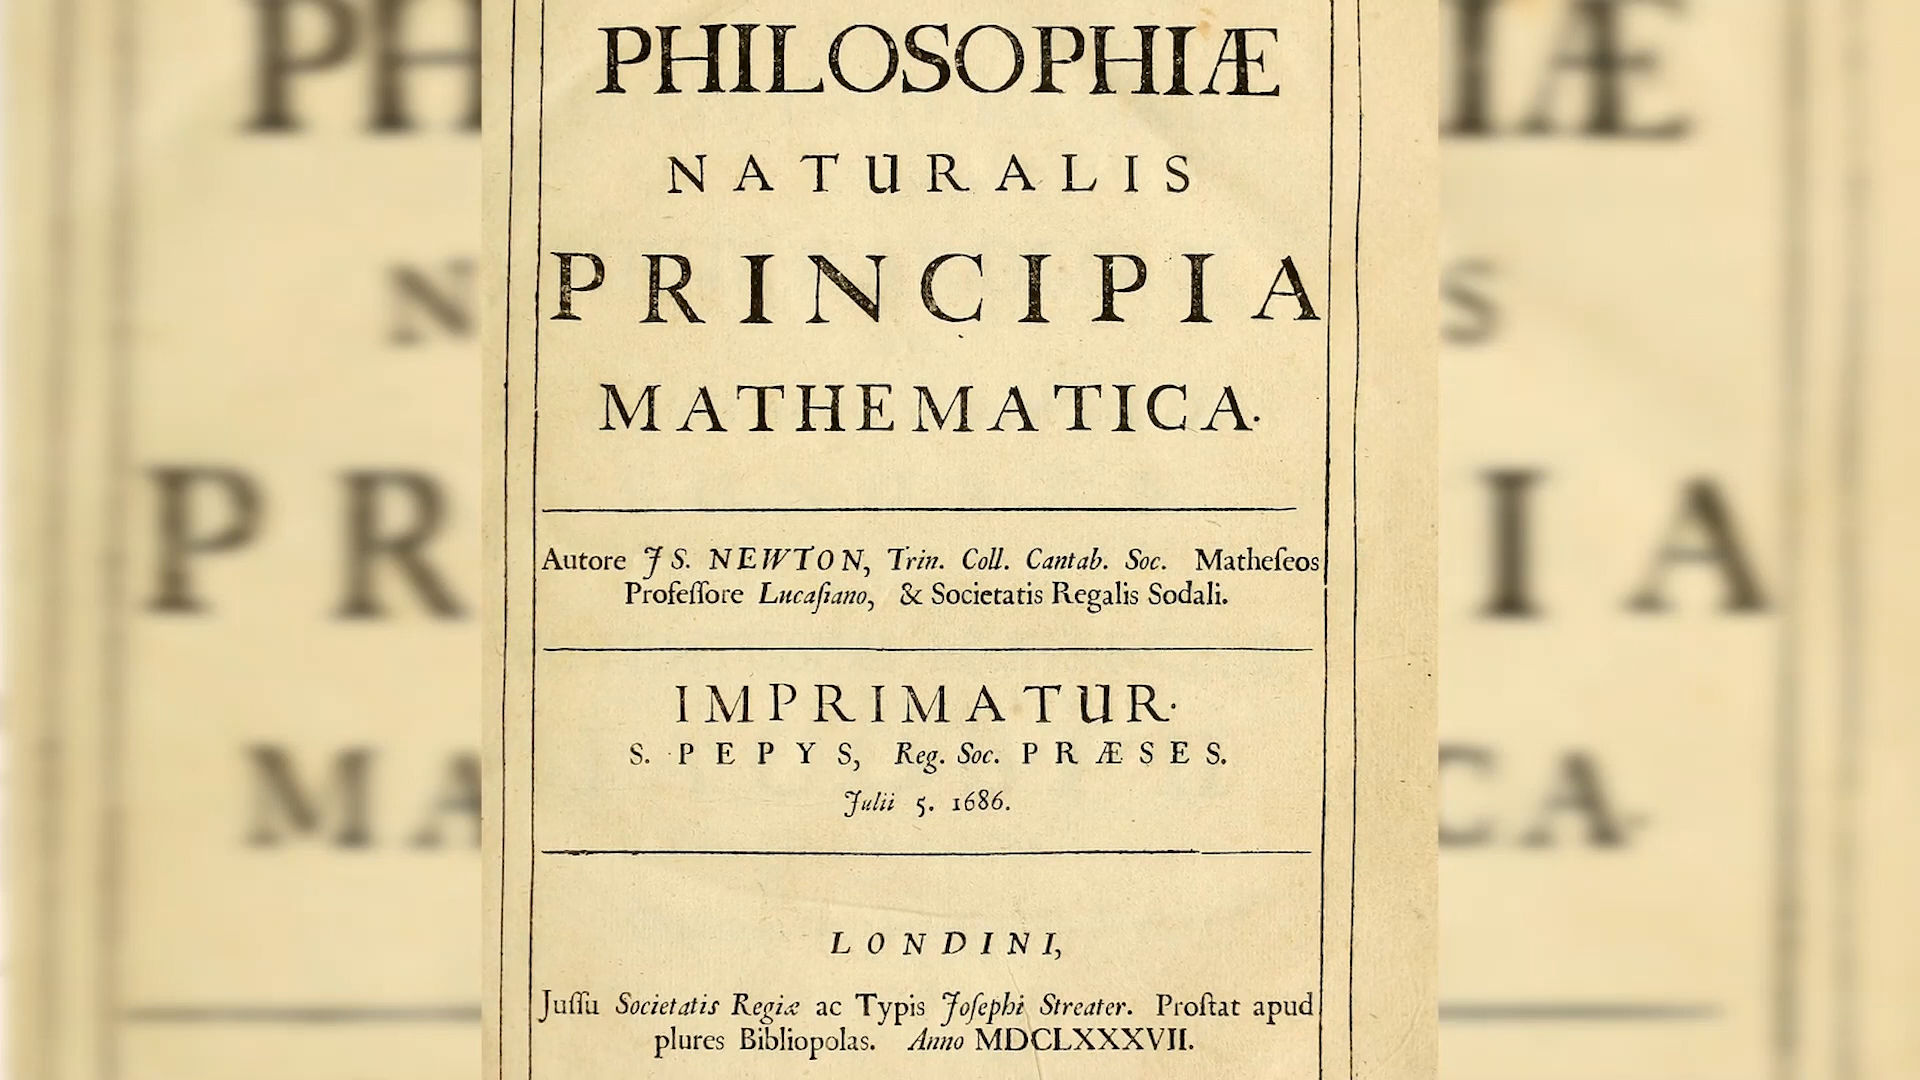 PHILOSOPHIÆ
NATURALIS
PRINCIPIA
MATHEMATICA.
Autore JS. NEWTON, Trin. Coll. Cantab. Soc. Matheseos
Professore Lucasiano, & Societatis Regalis Sodali.
IMPRIMATUR.
S. PEPYS, Reg. Soc. PRÆSES.
Julii 5. 1686.
LONDINI,
Jussu Societatis Regiæ ac Typis Josephi Streater. Prostat apud
plures Bibliopolas. Anno MDCLXXXVII.